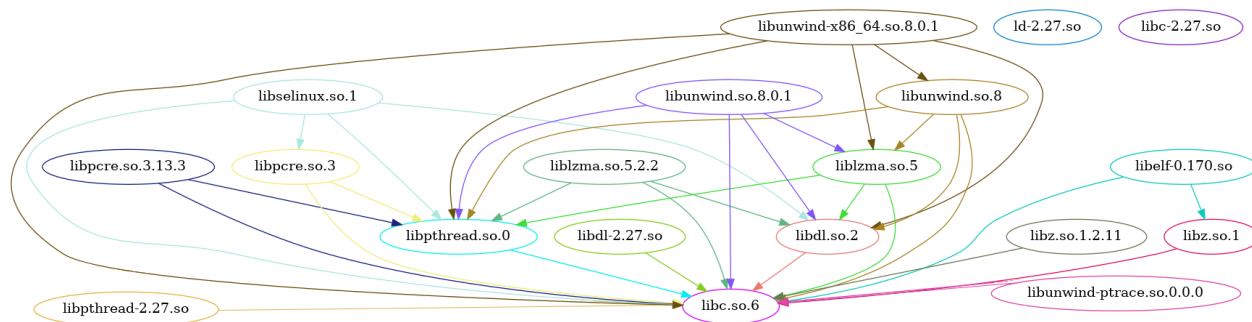 libunwind-x86_64.so.8.0.1
ld-2.27.so
libc-2.27.so
libselinux.so.1
libunwind.so.8.0.1
libunwind.so.8
libpcre.so.3.13.3
libpcre.so.3
liblzma.so.5.2.2
liblzma.so.5
libelf-0.170.so
libpthread.so.0
libdl-2.27.so
libdl.so.2
libz.so.1.2.11
libz.so.1
libpthread-2.27.so
libc.so.6
libunwind-ptrace.so.0.0.0